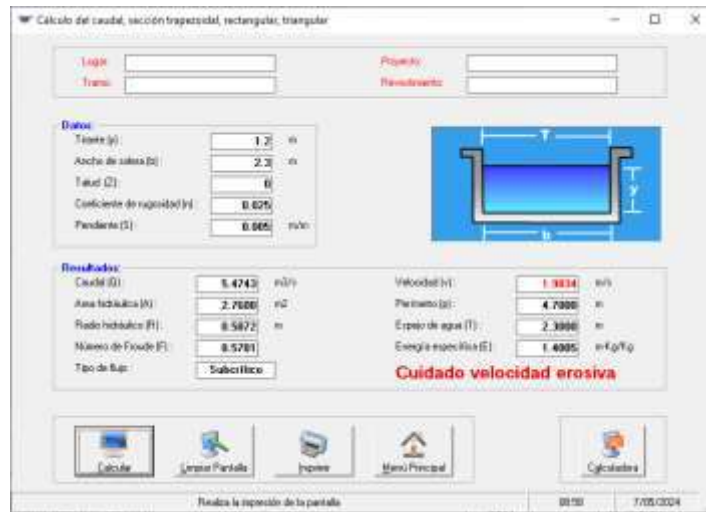 Cálculo del caudal, sección trapezoidal, rectangular, triangular
Lugar:
Proyecto:
Tramo:
Revestimiento:
Datos:
Tirante (y): 1.2 m
Ancho de solera (b): 2.3 m
Talud (Z): 0
Coeficiente de rugosidad (n): 0.025
Pendiente (S): 0.005 m/m
T
y
b
Resultados:
Caudal (Q): 5.4743 m3/s
Velocidad (v): 1.9834 m/s
Area hidráulica (A): 2.7600 m2
Perímetro (p): 4.7000 m
Radio hidráulico (R): 0.5872 m
Espejo de agua (T): 2.3000 m
Número de Froude (F): 0.5781
Energía específica (E): 1.4005 m-Kg/Kg
Tipo de flujo: Subcrítico
Cuidado velocidad erosiva
Calcular
Limpiar Pantalla
Imprimir
Menú Principal
Calculadora
Realiza la impresión de la pantalla
7/05/2024